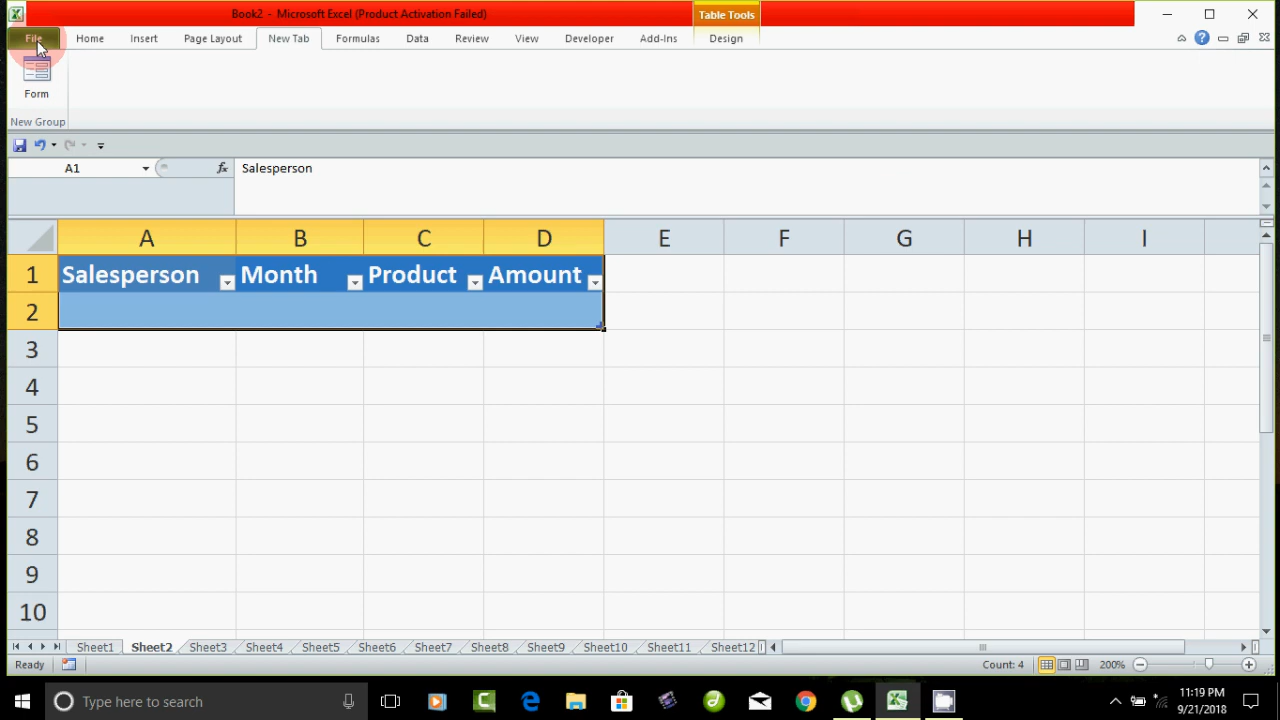 Book2 - Microsoft Excel (Product Activation Failed)
Table Tools
File Home Insert Page Layout New Tab Formulas Data Review View Developer Add-Ins Design
Form
New Group
A1 fx Salesperson
A B C D E F G H I
1 Salesperson Month Product Amount
2
3
4
5
6
7
8
9
10
Sheet1 Sheet2 Sheet3 Sheet4 Sheet5 Sheet6 Sheet7 Sheet8 Sheet9 Sheet10 Sheet11 Sheet12
Ready Count: 4 200%
Type here to search
11:19 PM
9/21/2018